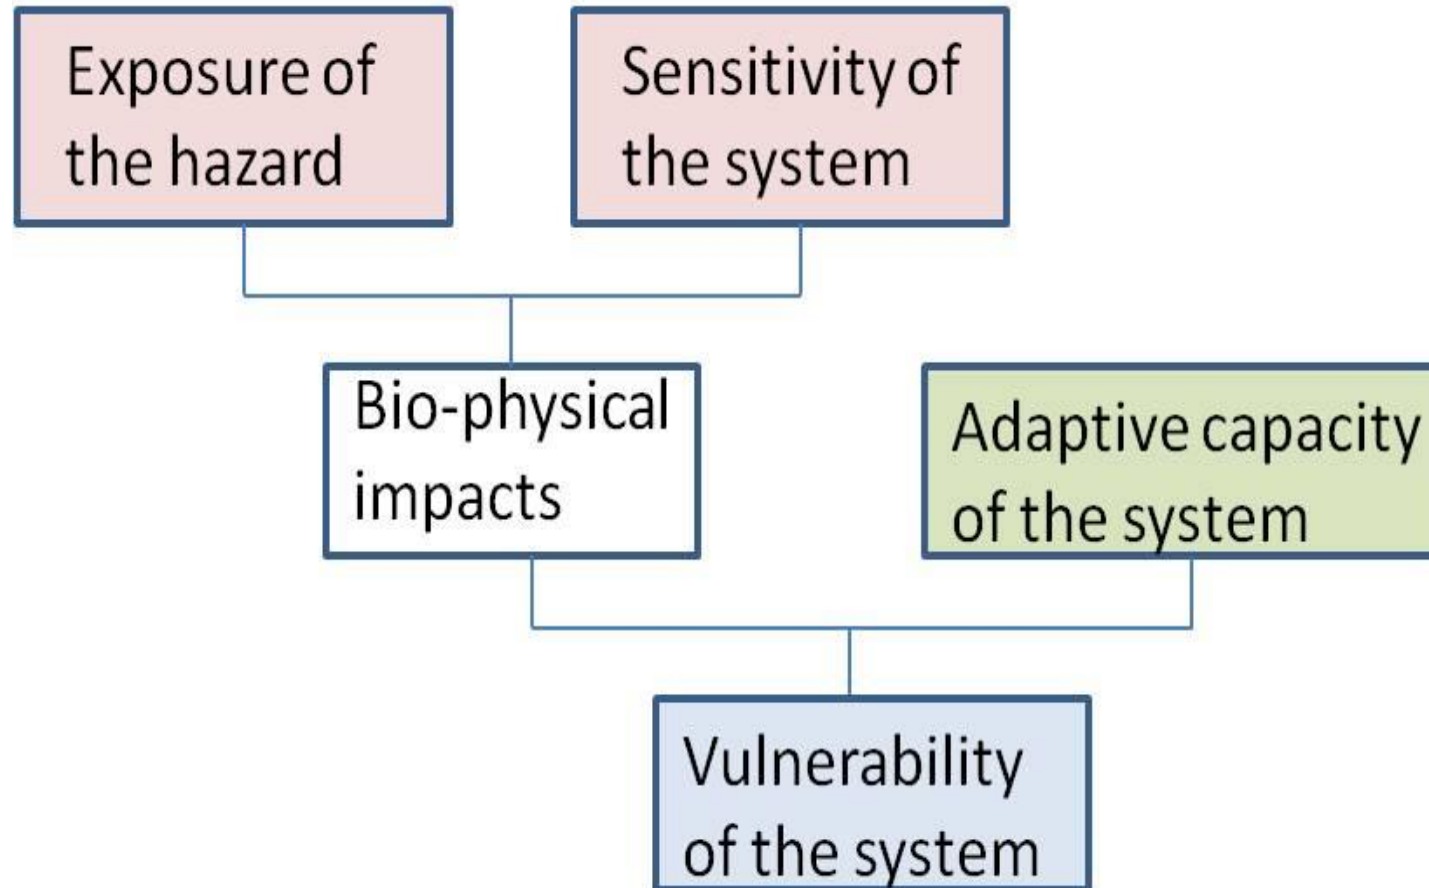 Exposure of
the hazard
Sensitivity of
the system
Bio-physical
impacts
Adaptive capacity
of the system
Vulnerability
of the system